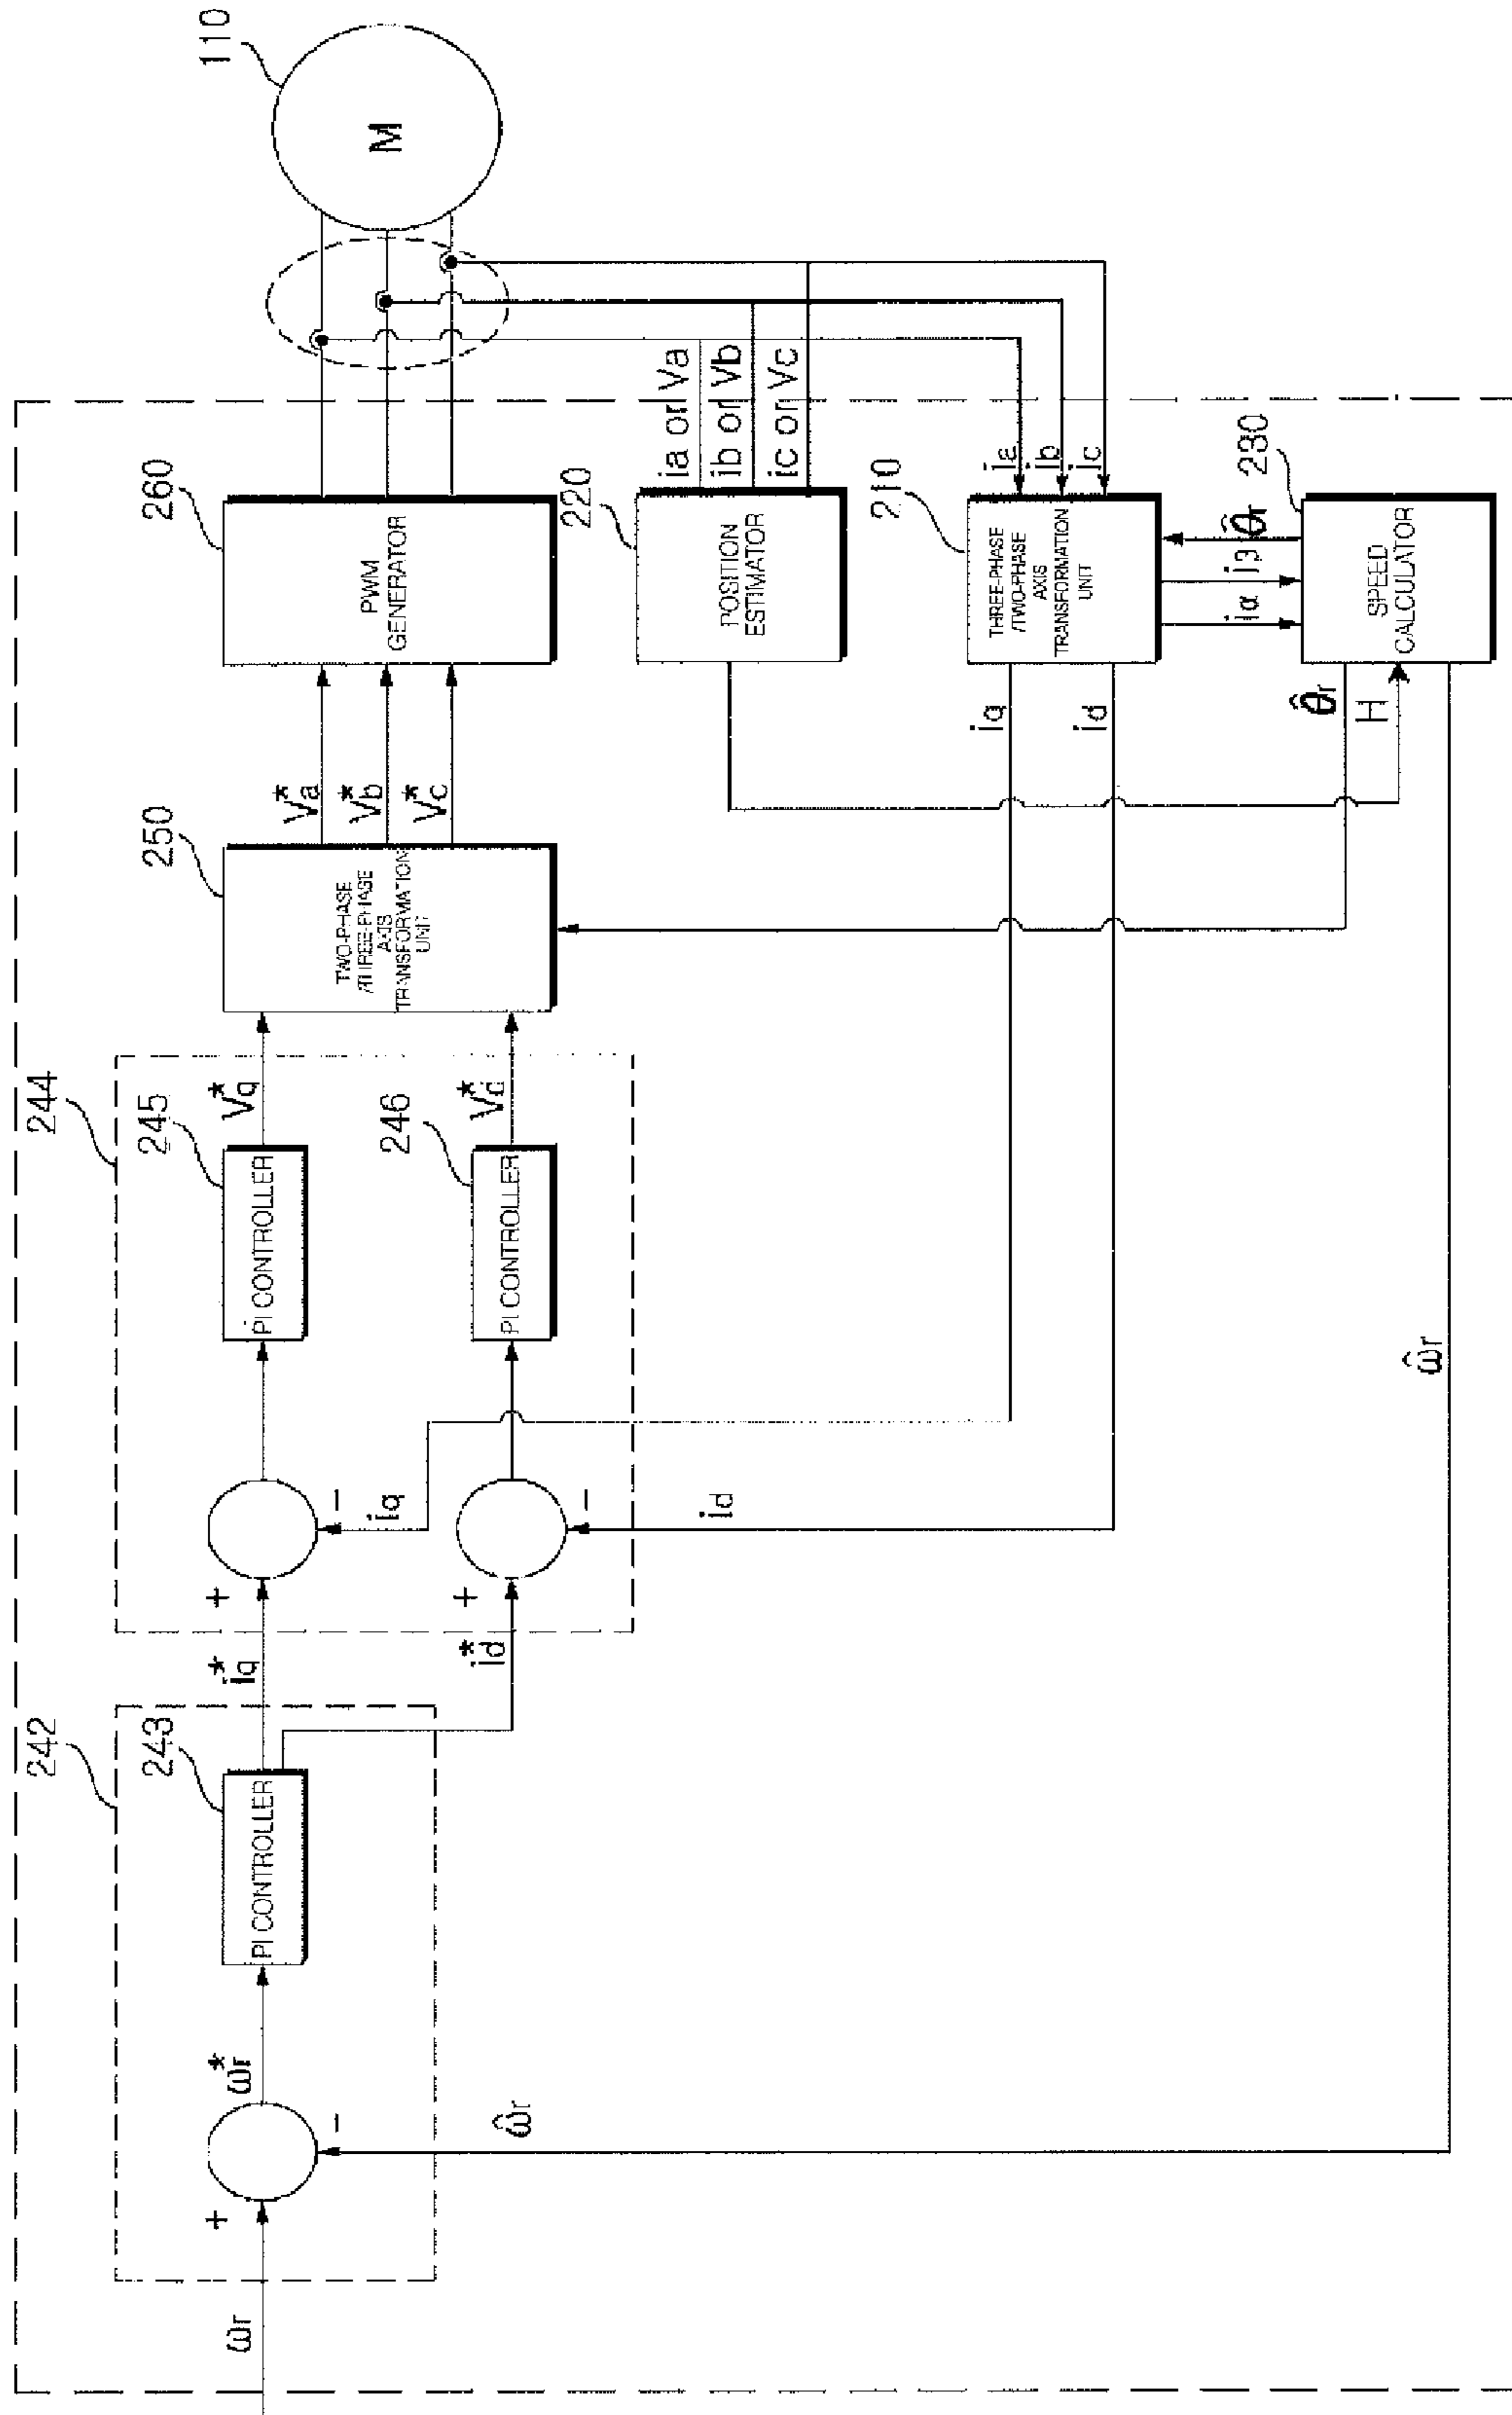 110
M
260
PWM
GENERATOR
220
POSITION
ESTIMATOR
ia or Va
ib or Vb
ic or Vc
210
THREE-PHASE
/TWO-PHASE
AXIS
TRANSFORMATION
UNIT
ia
ib
ic
230
SPEED
CALCULATOR
θ̂r
iβ
iα
θ̂r
H
iq
id
250
TWO-PHASE
/THREE-PHASE
AXIS
TRANSFORMATION
UNIT
V*a
V*b
V*c
244
245
PI CONTROLLER
V*q
246
PI CONTROLLER
V*d
+
-
iq
+
-
id
i*q
i*d
242
243
PI CONTROLLER
ω*r
+
-
ω̂r
ω̂r
ωr